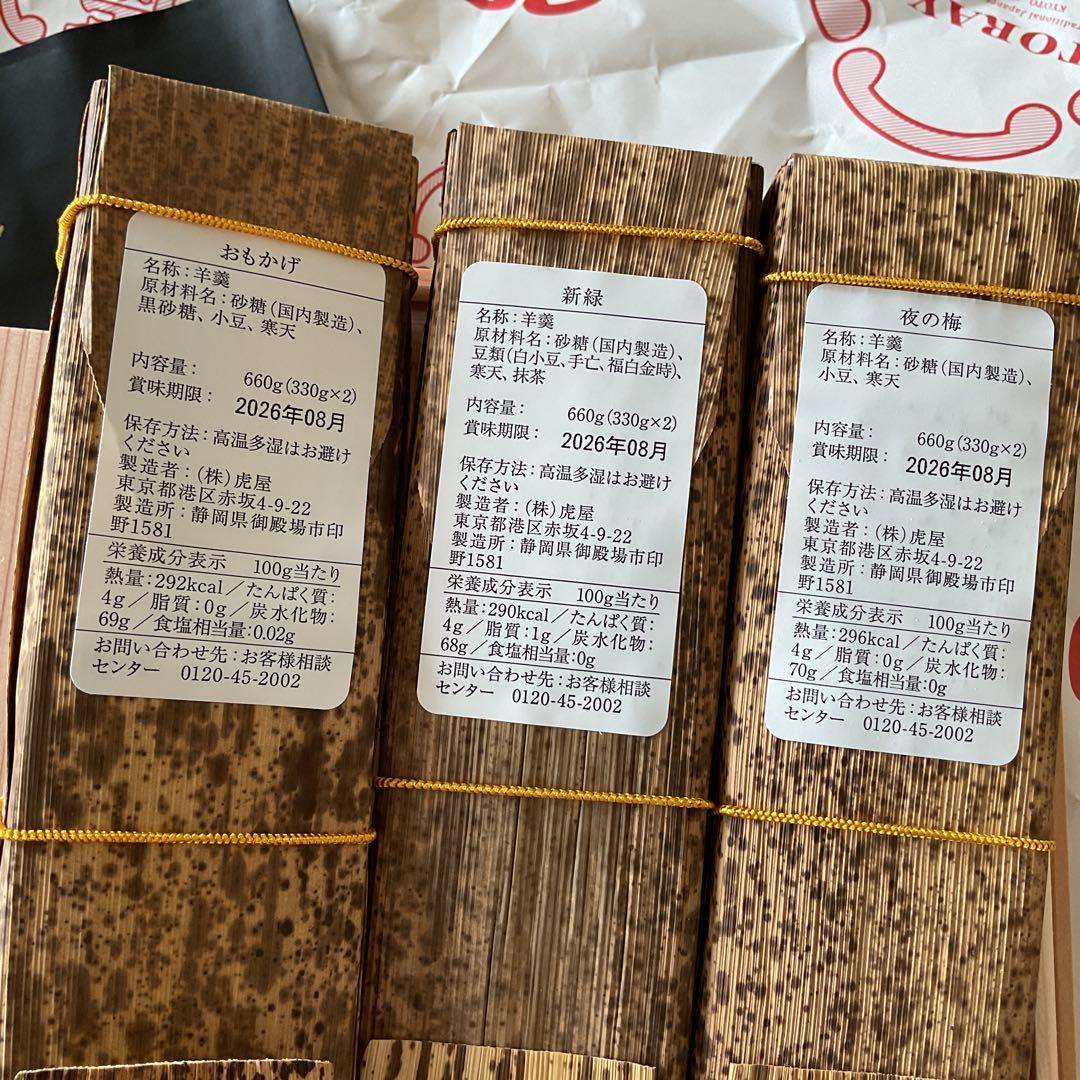 TORAY
Traditional Japanese
KYOTO
おもかげ
名称：羊羹
原材料名：砂糖（国内製造）、
黒砂糖、小豆、寒天
内容量： 660g（330g×2）
賞味期限： 2026年08月
保存方法：高温多湿はお避け
ください
製造者：（株）虎屋
東京都港区赤坂4-9-22
製造所：静岡県御殿場市印
野1581
栄養成分表示 100g当たり
熱量：292kcal／たんぱく質：
4g／脂質：0g／炭水化物：
69g／食塩相当量：0.02g
お問い合わせ先：お客様相談
センター 0120-45-2002
新緑
名称：羊羹
原材料名：砂糖（国内製造）、
豆類（白小豆、手亡、福白金時）、
寒天、抹茶
内容量： 660g（330g×2）
賞味期限： 2026年08月
保存方法：高温多湿はお避け
ください
製造者：（株）虎屋
東京都港区赤坂4-9-22
製造所：静岡県御殿場市印
野1581
栄養成分表示 100g当たり
熱量：290kcal／たんぱく質：
4g／脂質：1g／炭水化物：
68g／食塩相当量：0g
お問い合わせ先：お客様相談
センター 0120-45-2002
夜の梅
名称：羊羹
原材料名：砂糖（国内製造）、
小豆、寒天
内容量： 660g（330g×2）
賞味期限： 2026年08月
保存方法：高温多湿はお避け
ください
製造者：（株）虎屋
東京都港区赤坂4-9-22
製造所：静岡県御殿場市印
野1581
栄養成分表示 100g当たり
熱量：296kcal／たんぱく質：
4g／脂質：0g／炭水化物：
70g／食塩相当量：0g
お問い合わせ先：お客様相談
センター 0120-45-2002